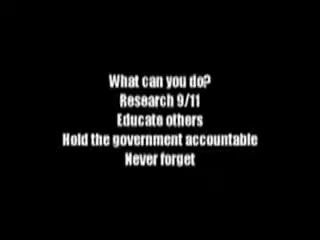 What can you do?
Research 9/11
Educate others
Hold the government accountable
Never forget